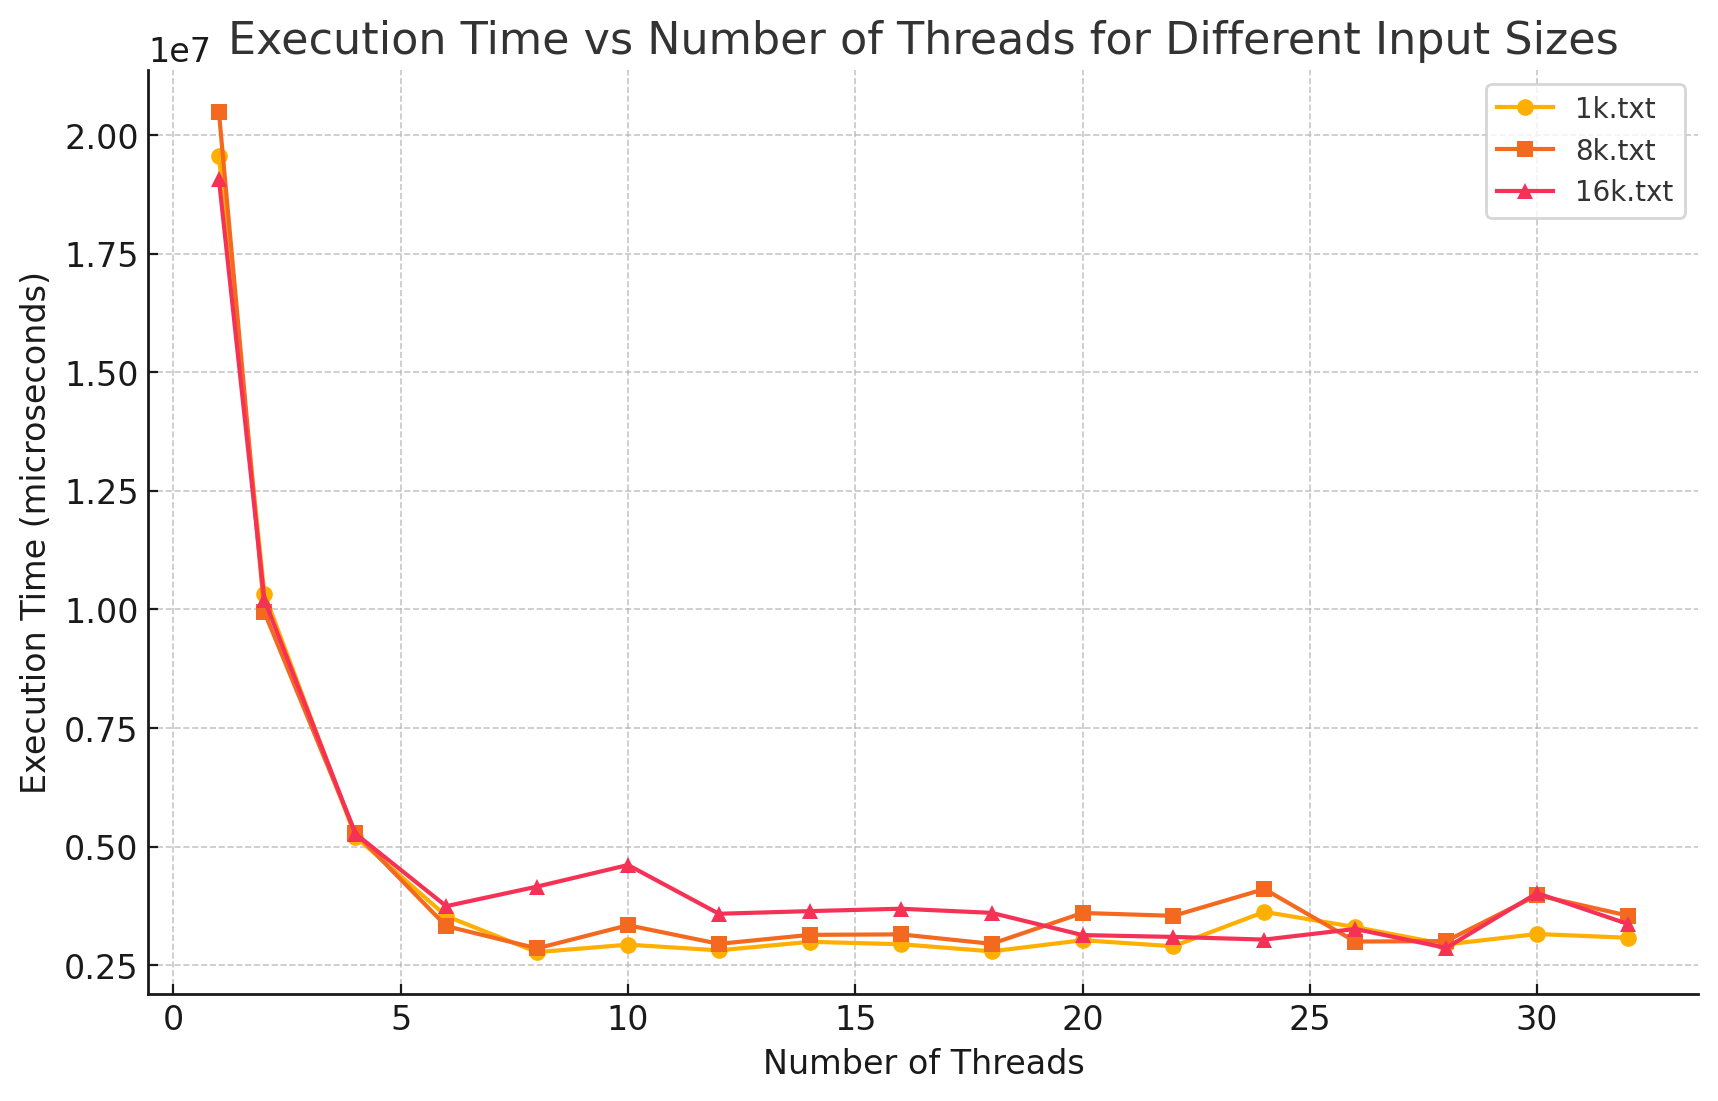 Execution Time vs Number of Threads for Different Input Sizes
1e7
2.00
1.75
1.50
1.25
1.00
0.75
0.50
0.25
Execution Time (microseconds)
1k.txt
8k.txt
16k.txt
0 5 10 15 20 25 30
Number of Threads